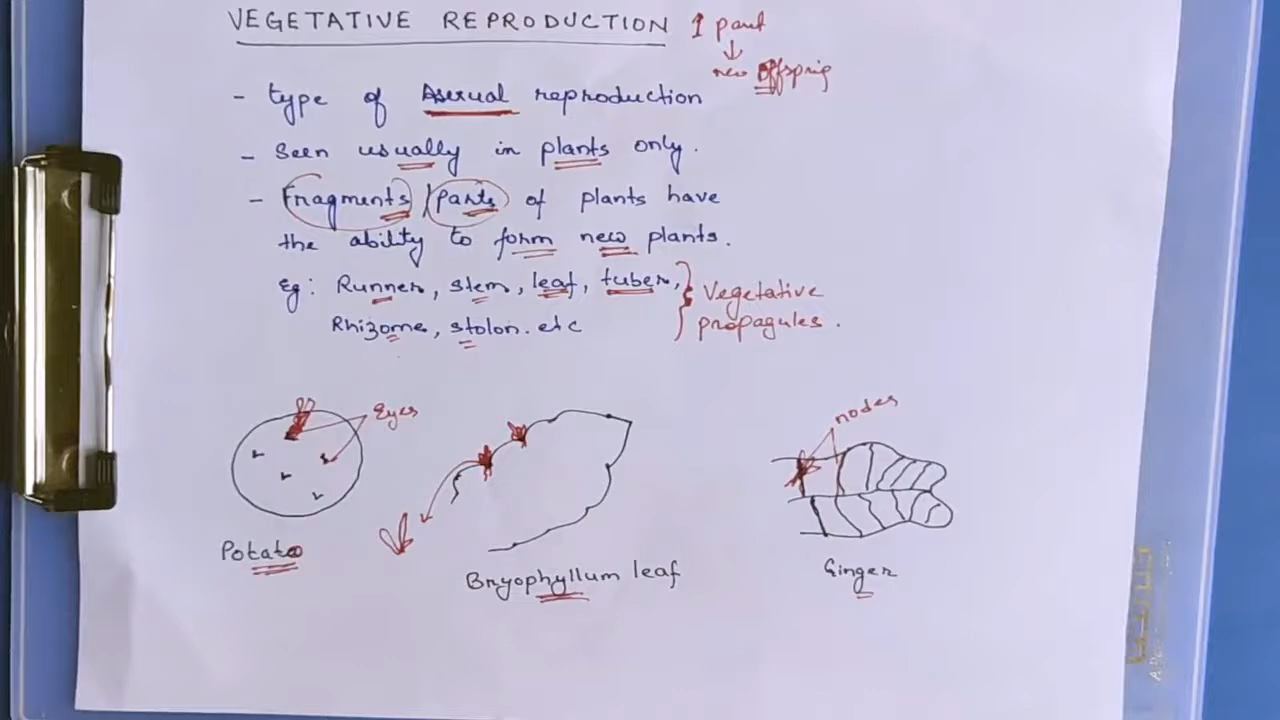 VEGETATIVE REPRODUCTION 1 part
new offspring
- type of Asexual reproduction
- Seen usually in plants only.
- Fragments / parts of plants have
the ability to form new plants.
Eg: Runner, stem, leaf, tuber,
Rhizome, stolon. etc
Vegetative
propagules.
Eyes
nodes
Potato
Bryophyllum leaf
Ginger